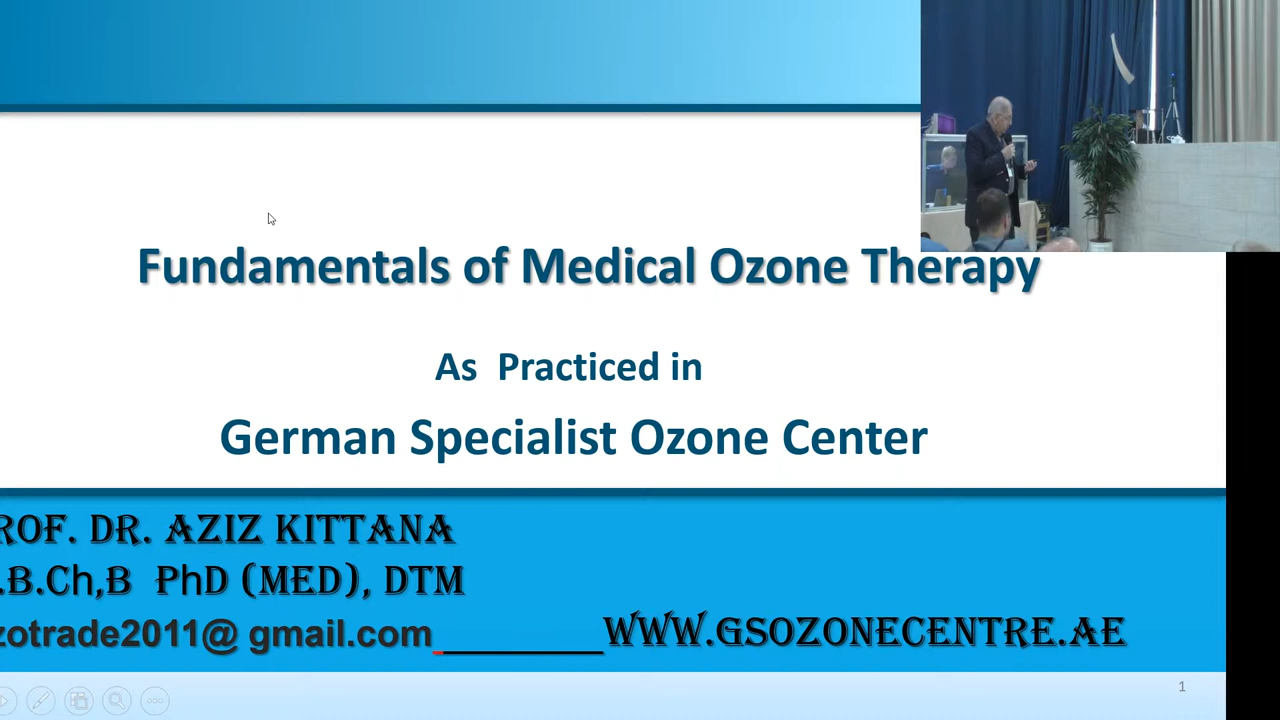 Fundamentals of Medical Ozone Therapy
As Practiced in
German Specialist Ozone Center
ROF. DR. AZIZ KITTANA
.B.Ch,B PhD (MED), DTM
zotrade2011@ gmail.com
WWW.GSOZONECENTRE.AE
1